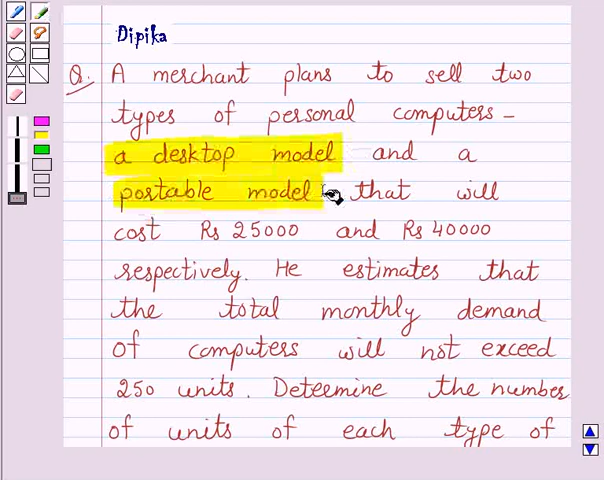 Dipika
Q. A merchant plans to sell two
types of personal computers -
a desktop model and a
portable model that will
cost Rs 25000 and Rs 40000
respectively. He estimates that
the total monthly demand
of computers will not exceed
250 units. Determine the number
of units of each type of